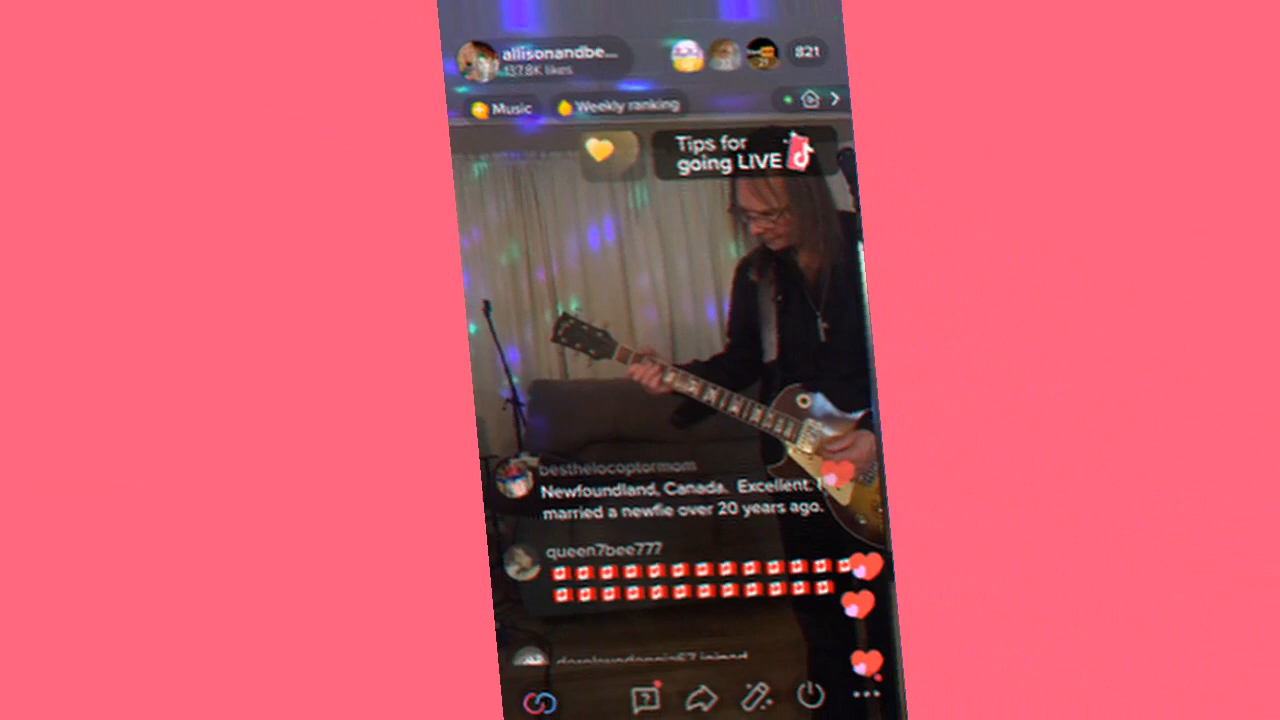 allisonandbe...
137.8K likes
821
Music
Weekly ranking
Tips for
going LIVE
besthelocoptormom
Newfoundland, Canada. Excellent. I
married a newfie over 20 years ago.
queen7bee777
joined